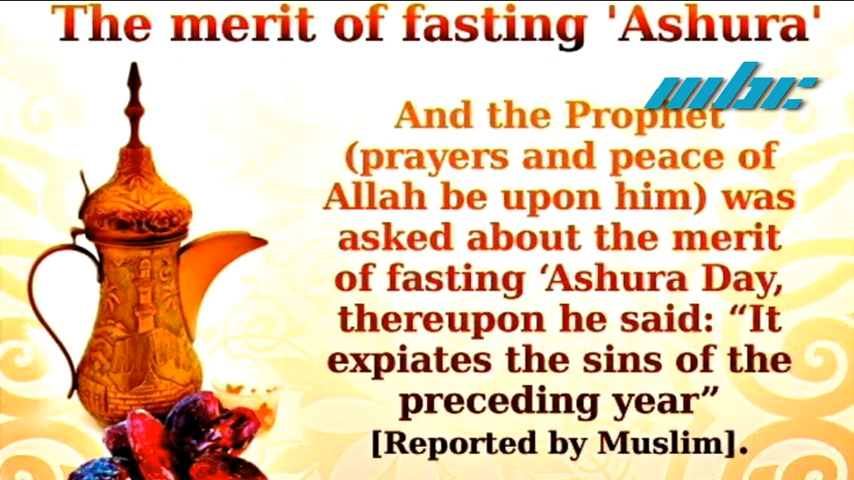 The merit of fasting 'Ashura'
mbc
And the Prophet
(prayers and peace of
Allah be upon him) was
asked about the merit
of fasting ‘Ashura Day,
thereupon he said: “It
expiates the sins of the
preceding year”
[Reported by Muslim].